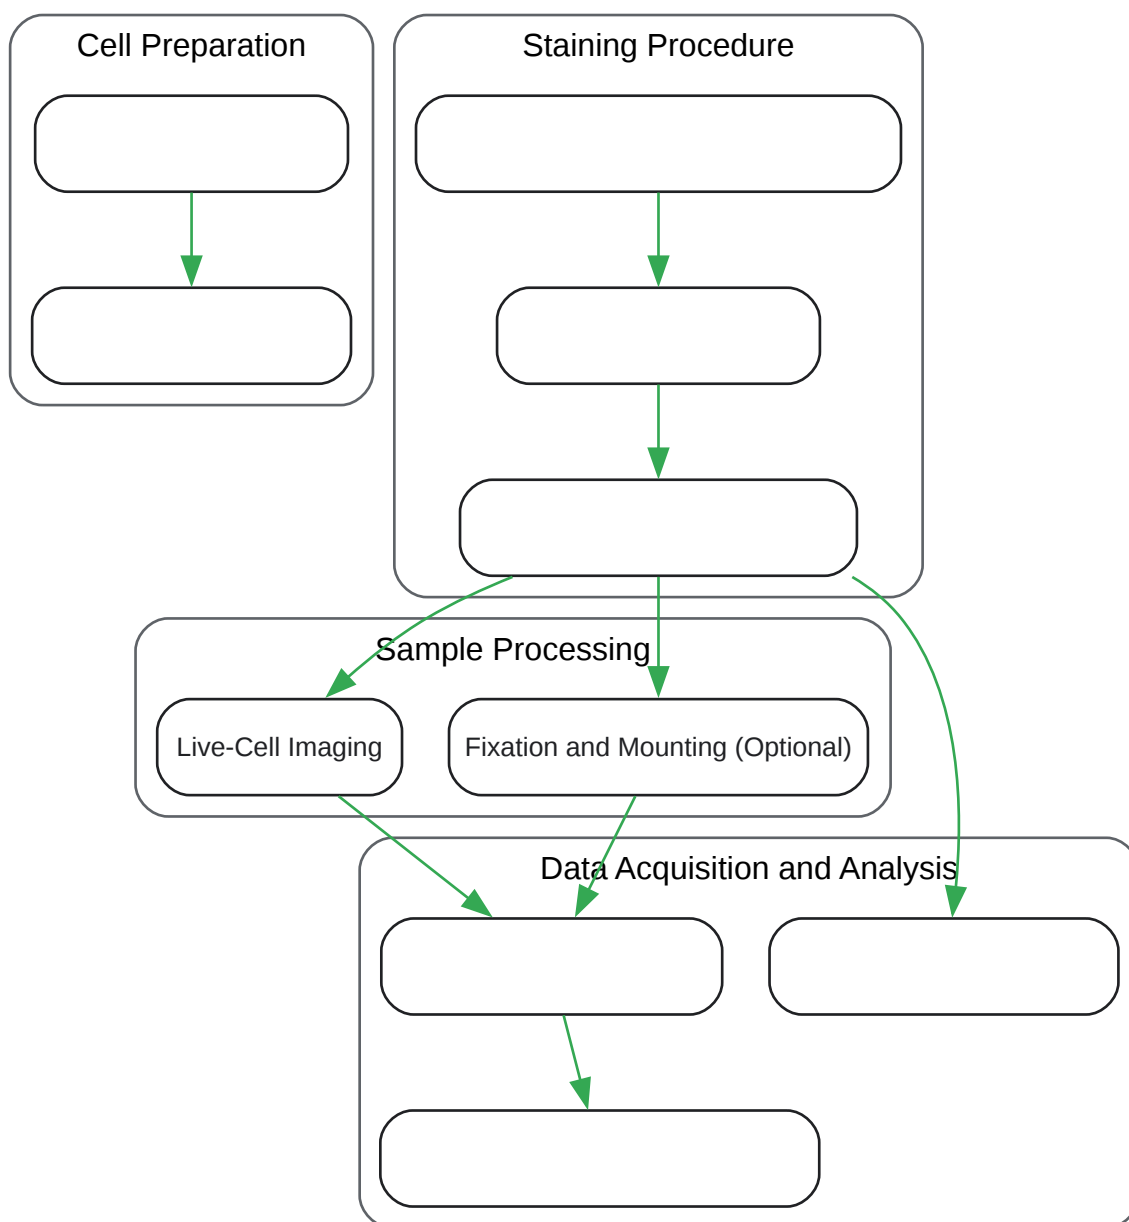 Cell Preparation
Staining Procedure
Sample Processing
Live-Cell Imaging
Fixation and Mounting (Optional)
Data Acquisition and Analysis